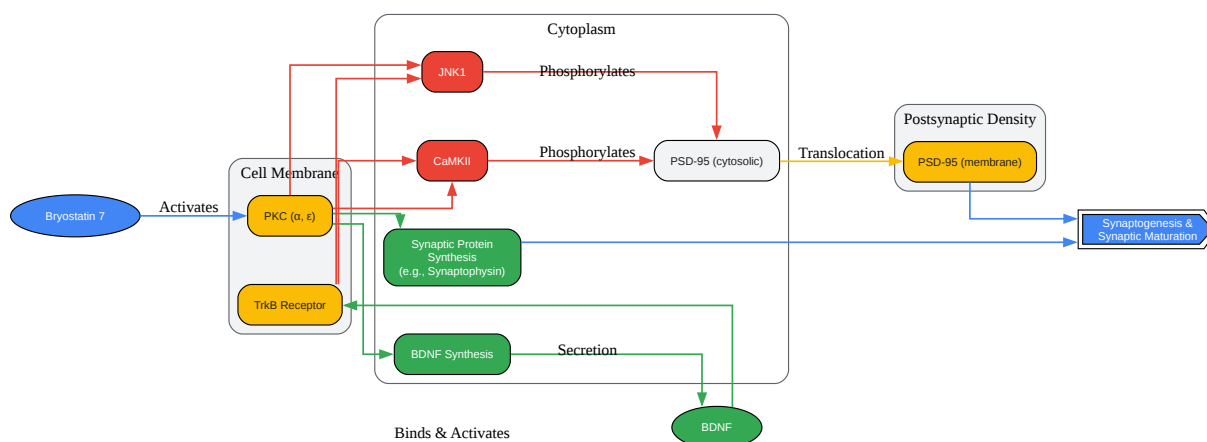 Cytoplasm
JNK1
Phosphorylates
Postsynaptic Density
CaMKII
Phosphorylates
PSD-95 (cytosolic)
Translocation
PSD-95 (membrane)
Cell Membrane
Bryostatin 7
Activates
PKC (α, ε)
Synaptogenesis &
Synaptic Maturation
Synaptic Protein
Synthesis
(e.g., Synaptophysin)
TrkB Receptor
BDNF Synthesis
Secretion
BDNF
Binds & Activates